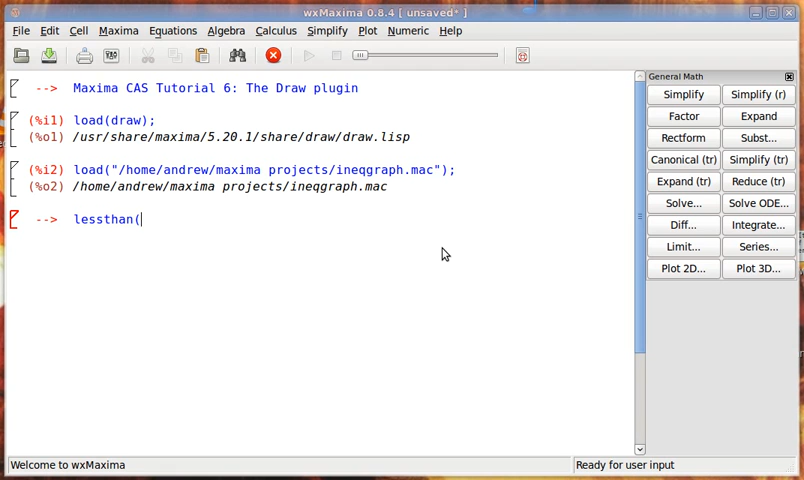 wxMaxima 0.8.4 [ unsaved* ]
File Edit Cell Maxima Equations Algebra Calculus Simplify Plot Numeric Help
--> Maxima CAS Tutorial 6: The Draw plugin
(%i1) load(draw);
(%o1) /usr/share/maxima/5.20.1/share/draw/draw.lisp
(%i2) load("/home/andrew/maxima projects/ineqgraph.mac");
(%o2) /home/andrew/maxima projects/ineqgraph.mac
--> lessthan(
General Math
Simplify Simplify (r)
Factor Expand
Rectform Subst...
Canonical (tr) Simplify (tr)
Expand (tr) Reduce (tr)
Solve... Solve ODE...
Diff... Integrate...
Limit... Series...
Plot 2D... Plot 3D...
Welcome to wxMaxima Ready for user input